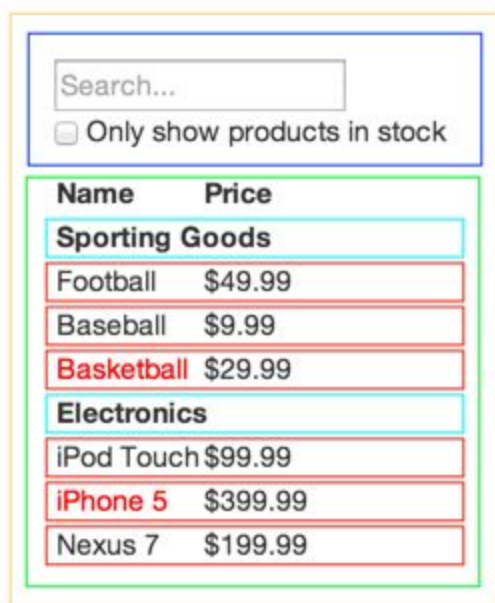 Search...
Only show products in stock
Name Price
Sporting Goods
Football $49.99
Baseball $9.99
Basketball $29.99
Electronics
iPod Touch $99.99
iPhone 5 $399.99
Nexus 7 $199.99